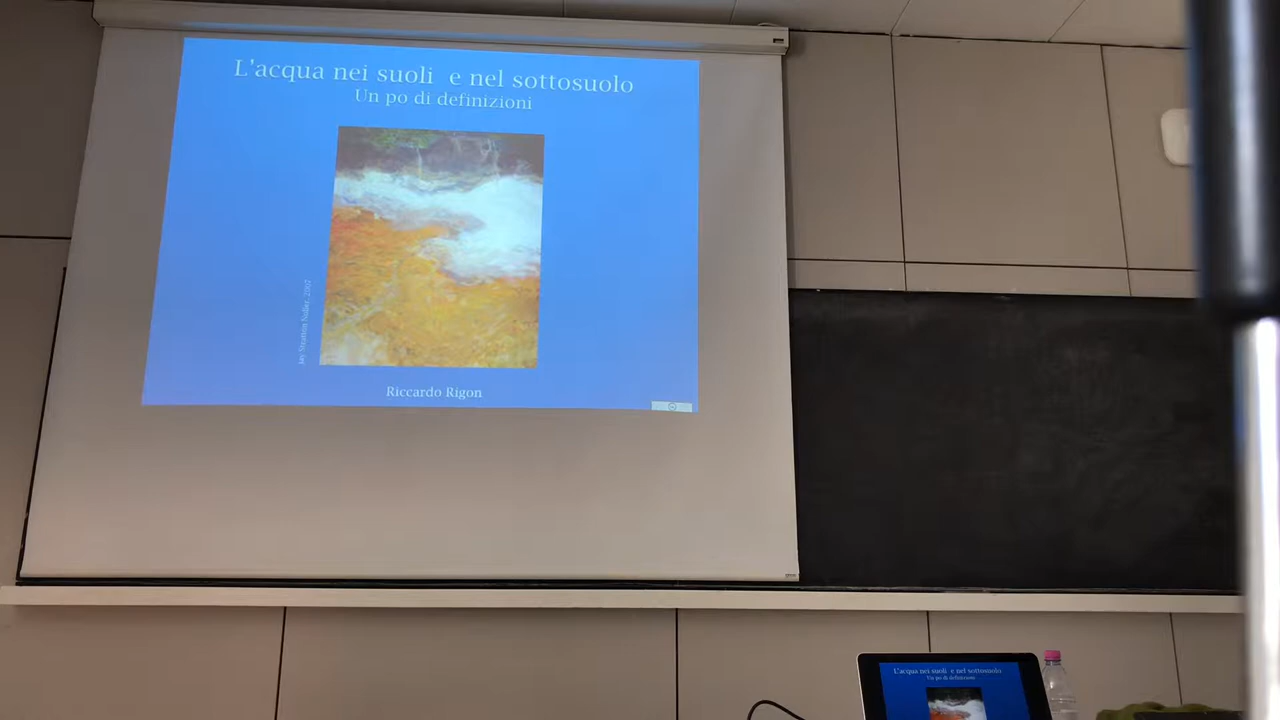 L'acqua nei suoli e nel sottosuolo
Un po di definizioni
Riccardo Rigon
L'acqua nei suoli e nel sottosuolo
Un po di definizioni